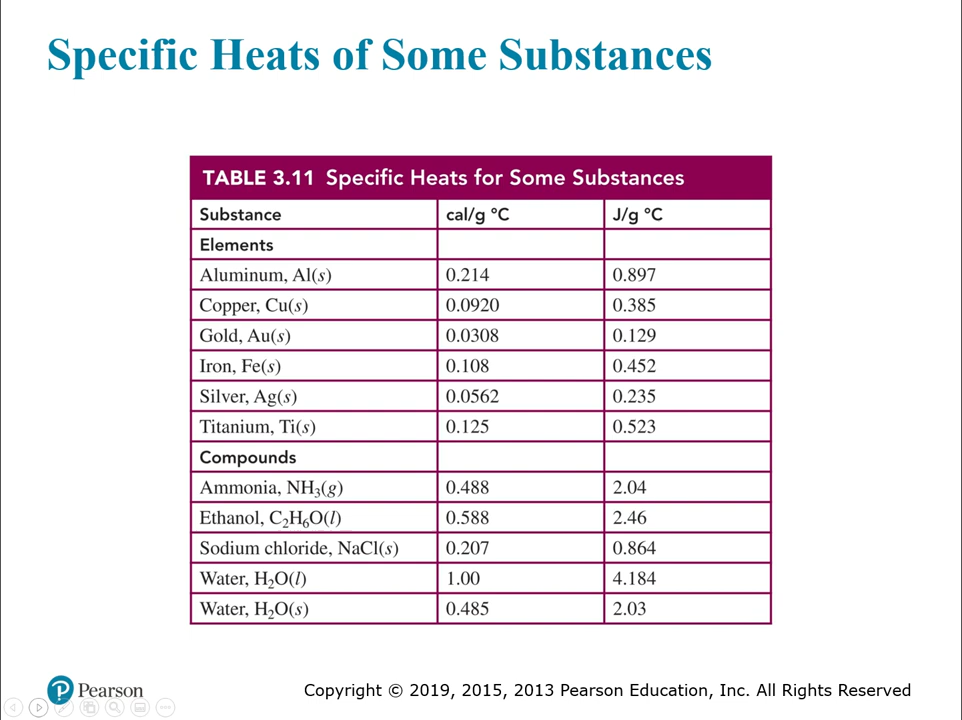 Specific Heats of Some Substances
TABLE 3.11 Specific Heats for Some Substances
Substance cal/g °C J/g °C
Elements
Aluminum, Al(s) 0.214 0.897
Copper, Cu(s) 0.0920 0.385
Gold, Au(s) 0.0308 0.129
Iron, Fe(s) 0.108 0.452
Silver, Ag(s) 0.0562 0.235
Titanium, Ti(s) 0.125 0.523
Compounds
Ammonia, NH₃(g) 0.488 2.04
Ethanol, C₂H₆O(l) 0.588 2.46
Sodium chloride, NaCl(s) 0.207 0.864
Water, H₂O(l) 1.00 4.184
Water, H₂O(s) 0.485 2.03
Pearson
Copyright © 2019, 2015, 2013 Pearson Education, Inc. All Rights Reserved